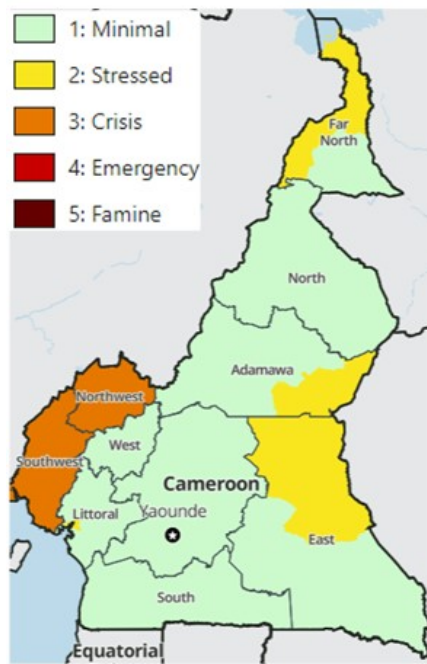 1: Minimal
2: Stressed
3: Crisis
4: Emergency
5: Famine
Far
North
North
Adamawa
Northwest
West
Southwest
Cameroon
Littoral
Yaounde
East
South
Equatorial